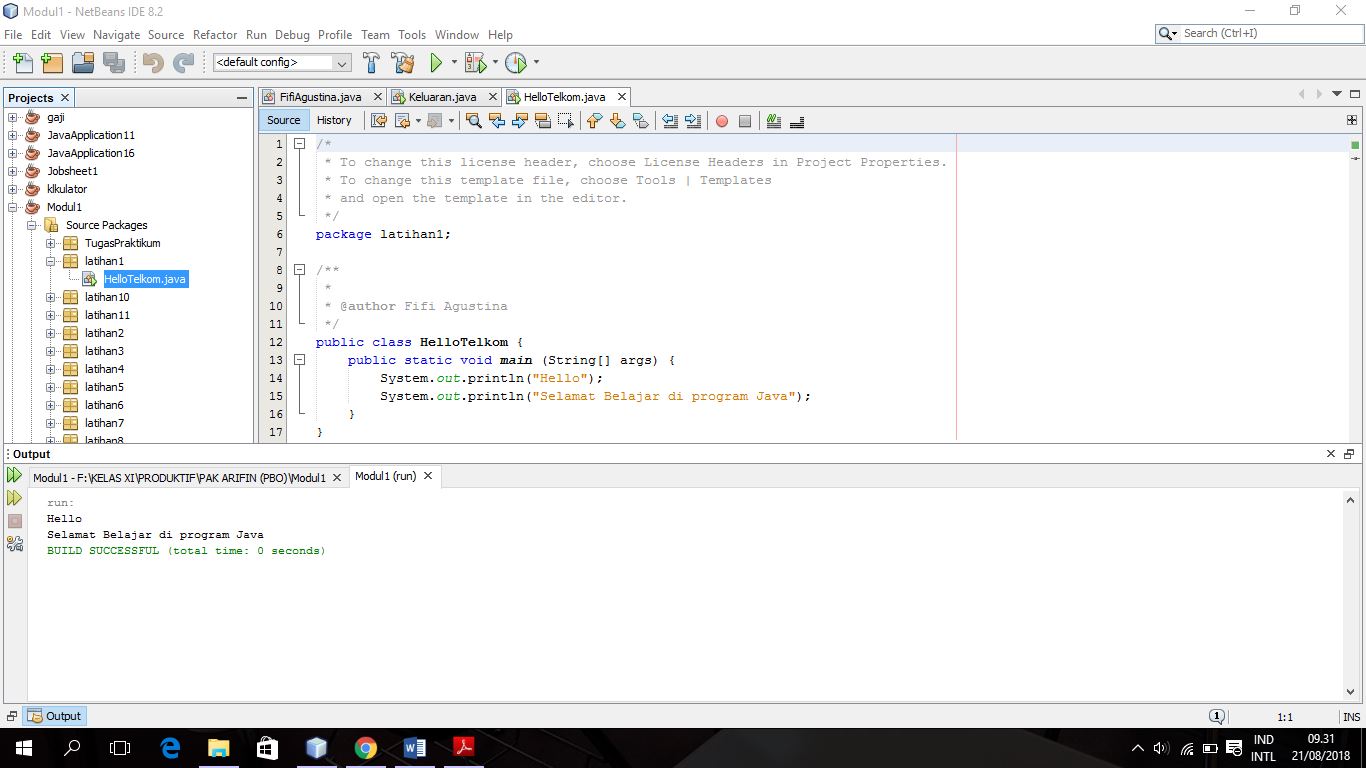 Modul1 - NetBeans IDE 8.2
File Edit View Navigate Source Refactor Run Debug Profile Team Tools Window Help
Search (Ctrl+I)
<default config>
Projects
gaji
JavaApplication11
JavaApplication16
Jobsheet1
klkulator
Modul1
Source Packages
TugasPraktikum
latihan1
HelloTelkom.java
latihan10
latihan11
latihan2
latihan3
latihan4
latihan5
latihan6
latihan7
latihan8
FifiAgustina.java Keluaran.java HelloTelkom.java
Source History
1 /*
2 * To change this license header, choose License Headers in Project Properties.
3 * To change this template file, choose Tools | Templates
4 * and open the template in the editor.
5 */
6 package latihan1;
7
8 /**
9 *
10 * @author Fifi Agustina
11 */
12 public class HelloTelkom {
13 public static void main (String[] args) {
14 System.out.println("Hello");
15 System.out.println("Selamat Belajar di program Java");
16 }
17 }
Output
Modul1 - F:\KELAS XI\PRODUKTIF\PAK ARIFIN (PBO)\Modul1 Modul1 (run)
run:
Hello
Selamat Belajar di program Java
BUILD SUCCESSFUL (total time: 0 seconds)
Output
1 1:1 INS
IND
INTL
09.31
21/08/2018